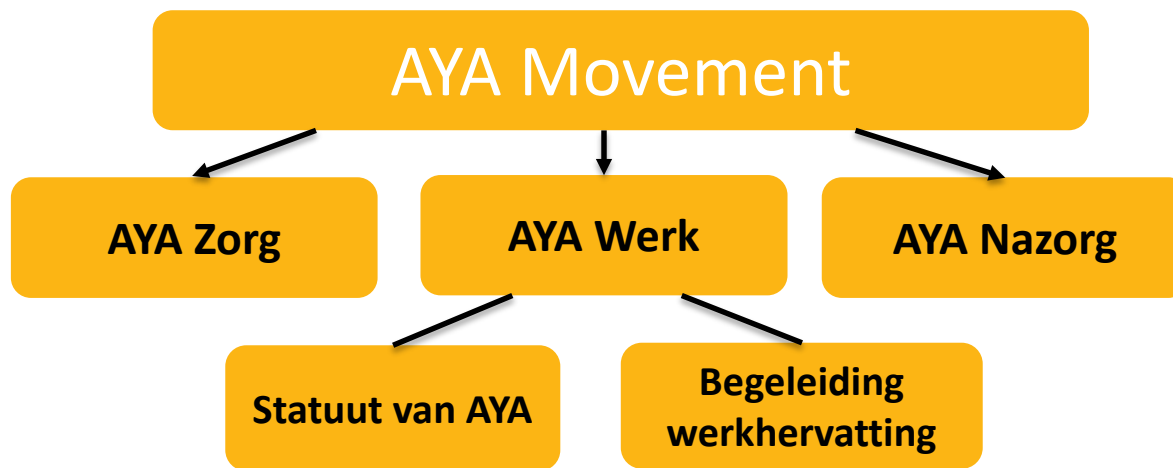 AYA Movement
AYA Zorg
AYA Werk
AYA Nazorg
Statuut van AYA
Begeleiding
werkhervatting